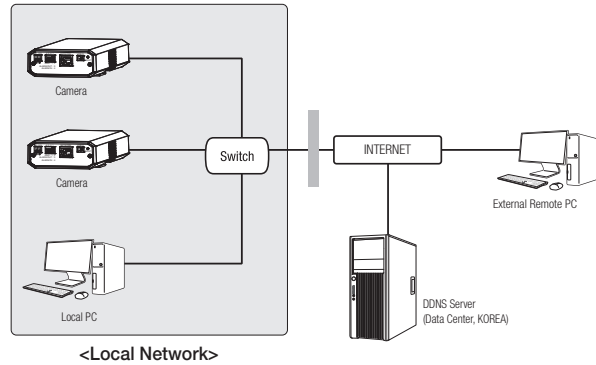 Camera
Camera
Switch
INTERNET
External Remote PC
Local PC
DDNS Server
(Data Center, KOREA)
<Local Network>